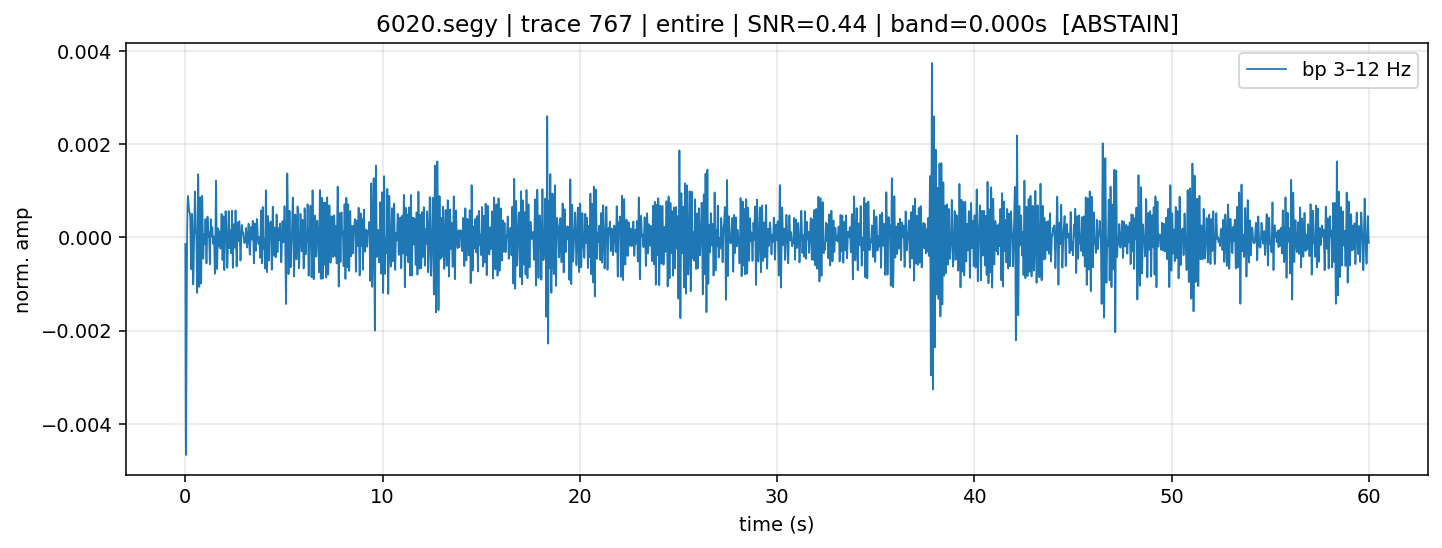 6020.segy | trace 767 | entire | SNR=0.44 | band=0.000s  [ABSTAIN]
bp 3–12 Hz
norm. amp
0.004
0.002
0.000
−0.002
−0.004
0 10 20 30 40 50 60
time (s)